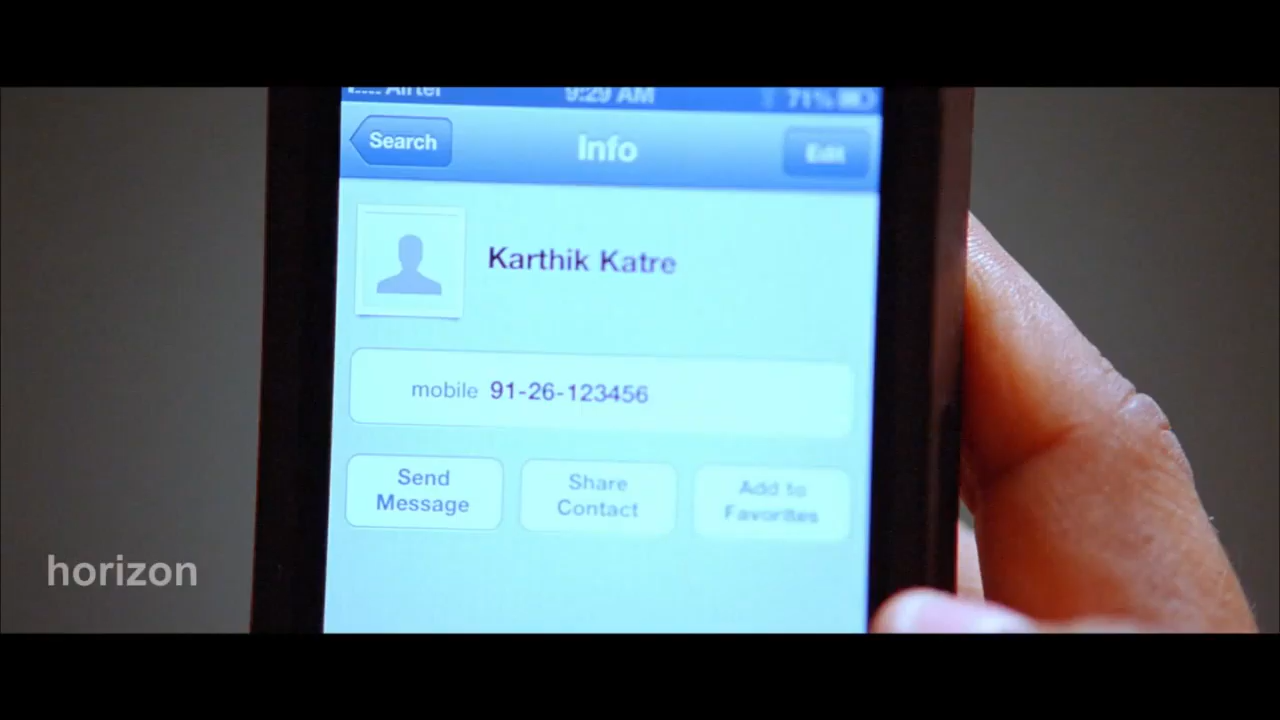 Airtel 9:29 AM 71%
Search Info Edit
Karthik Katre
mobile 91-26-123456
Send Message
Share Contact
Add to Favorites
horizon